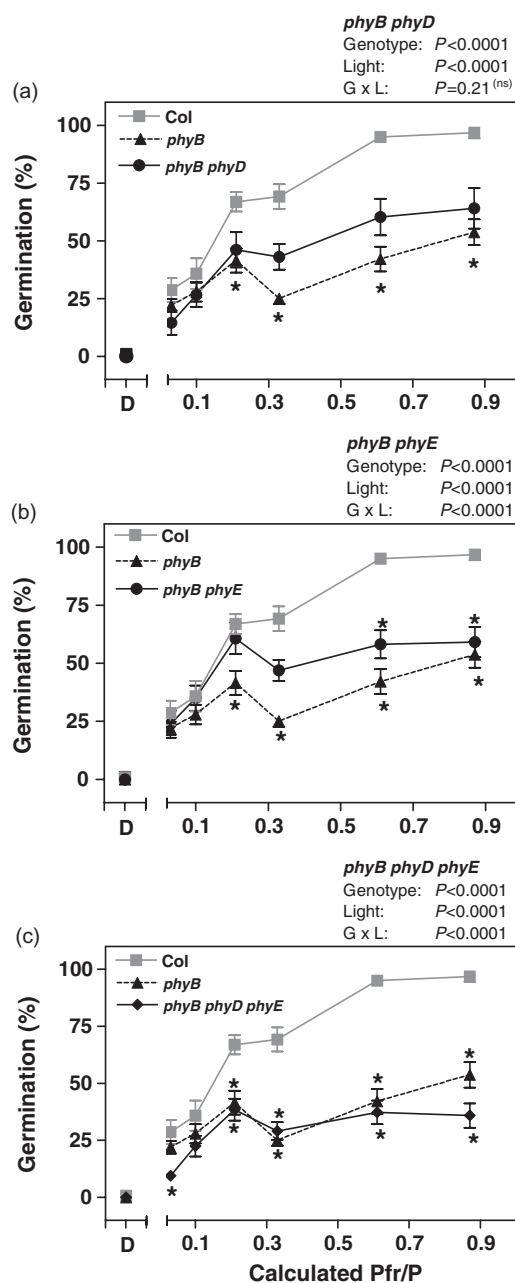 phyB phyD
Genotype: P<0.0001
Light: P<0.0001
G x L: P=0.21 (ns)
(a)
Col
phyB
phyB phyD
Germination (%)
100
75
50
25
0
* * * *
D 0.1 0.3 0.5 0.7 0.9
phyB phyE
Genotype: P<0.0001
Light: P<0.0001
G x L: P<0.0001
(b)
Col
phyB
phyB phyE
Germination (%)
100
75
50
25
0
* *
* * * *
D 0.1 0.3 0.5 0.7 0.9
phyB phyD phyE
Genotype: P<0.0001
Light: P<0.0001
G x L: P<0.0001
(c)
Col
phyB
phyB phyD phyE
Germination (%)
100
75
50
25
0
* * * *
* * * * *
D 0.1 0.3 0.5 0.7 0.9
Calculated Pfr/P